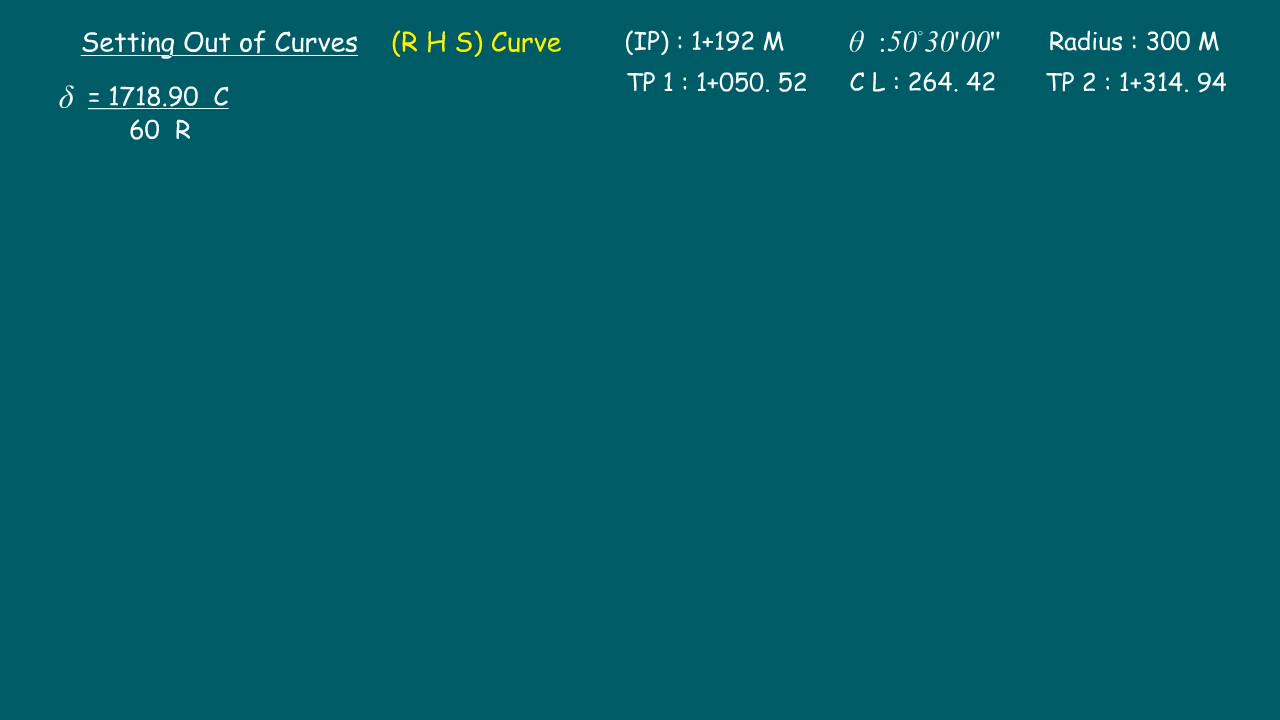 Setting Out of Curves (R H S) Curve (IP) : 1+192 M θ :50°30'00" Radius : 300 M
TP 1 : 1+050. 52 C L : 264. 42 TP 2 : 1+314. 94
δ = 1718.90 C
60 R